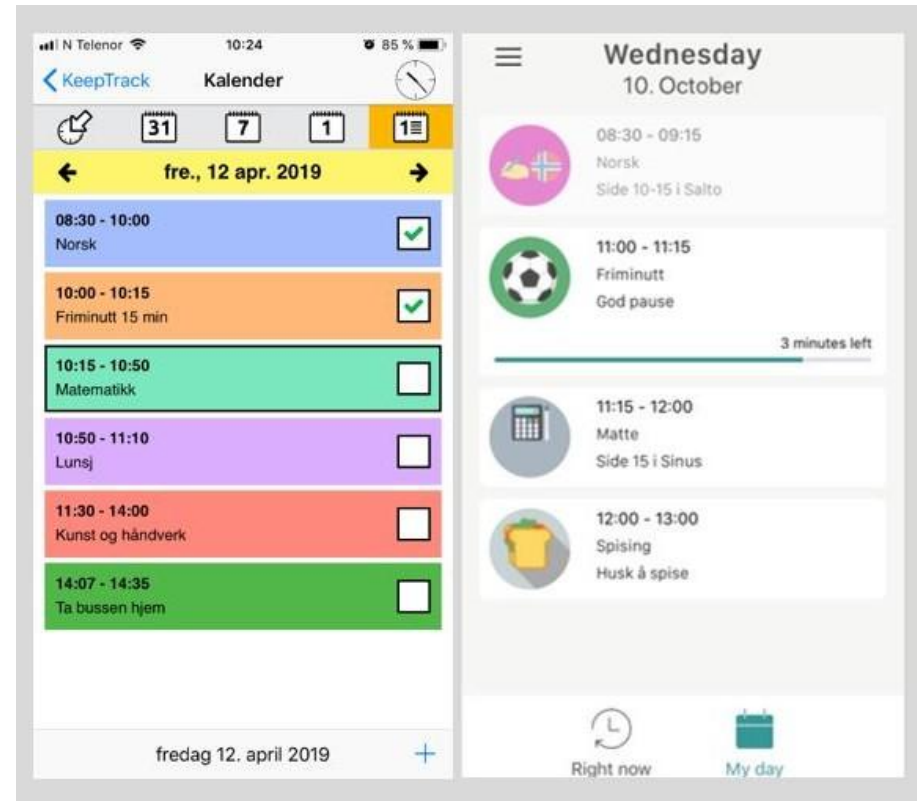 N Telenor 10:24 85 %
KeepTrack Kalender
31 7 1 1
fre., 12 apr. 2019
08:30 - 10:00
Norsk
10:00 - 10:15
Friminutt 15 min
10:15 - 10:50
Matematikk
10:50 - 11:10
Lunsj
11:30 - 14:00
Kunst og håndverk
14:07 - 14:35
Ta bussen hjem
fredag 12. april 2019
Wednesday
10. October
08:30 - 09:15
Norsk
Side 10-15 i Salto
11:00 - 11:15
Friminutt
God pause
3 minutes left
11:15 - 12:00
Matte
Side 15 i Sinus
12:00 - 13:00
Spising
Husk å spise
Right now My day